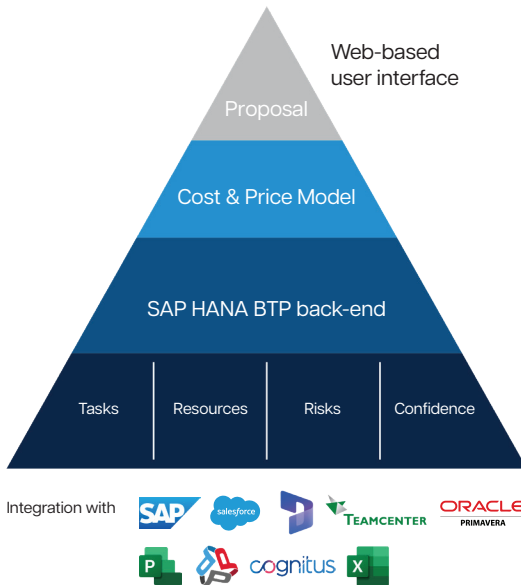 Web-based
user interface
Proposal
Cost & Price Model
SAP HANA BTP back-end
Tasks
Resources
Risks
Confidence
Integration with
SAP
salesforce
TEAMCENTER
ORACLE
PRIMAVERA
P
cognitus
X